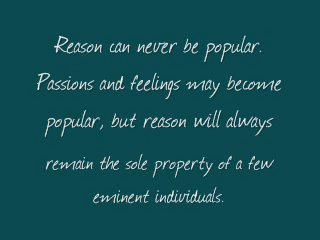 Reason can never be popular.
Passions and feelings may become
popular, but reason will always
remain the sole property of a few
eminent individuals.